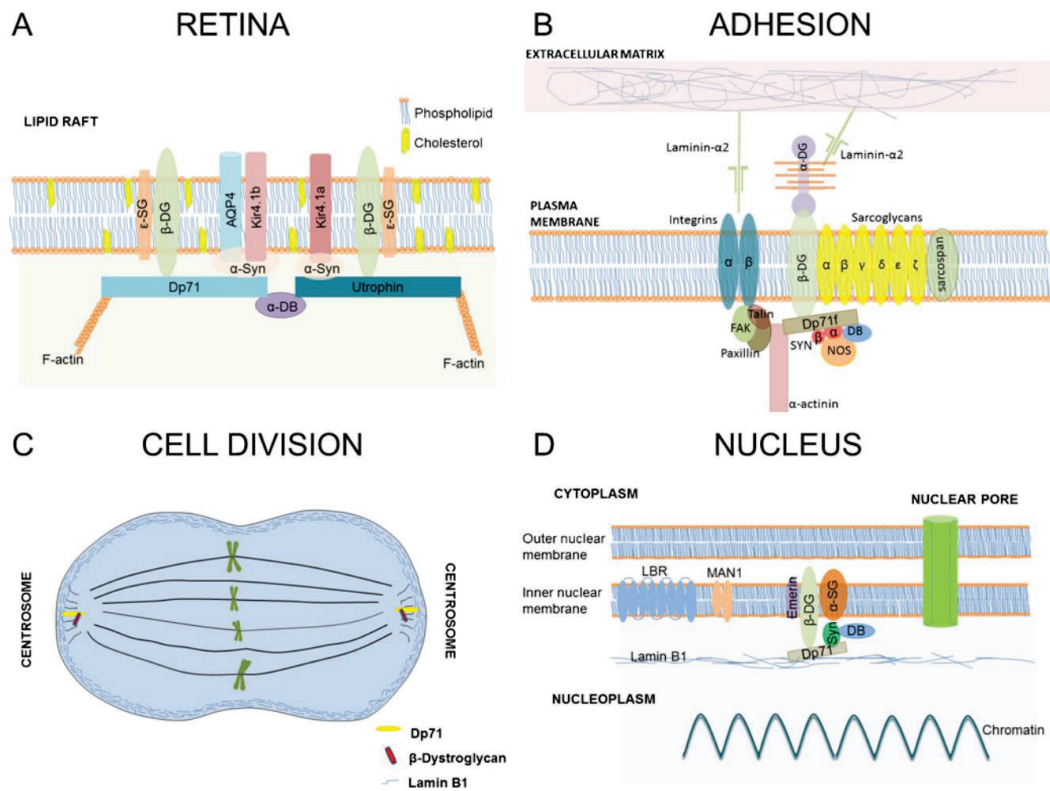 A RETINA
LIPID RAFT
Phospholipid
Cholesterol
ε-SG
β-DG
AQP4
Kir4.1b
Kir4.1a
β-DG
ε-SG
α-Syn
α-Syn
Dp71
Utrophin
α-DB
F-actin
F-actin
B ADHESION
EXTRACELLULAR MATRIX
Laminin-α2
α-DG
Laminin-α2
PLASMA
MEMBRANE
Integrins
Sarcoglycans
α
β
β-DG
α
β
γ
δ
ε
ζ
sarcospan
Talin
FAK
Paxillin
Dp71f
SYN
β
α
DB
NOS
α-actinin
C CELL DIVISION
CENTROSOME
CENTROSOME
Dp71
β-Dystroglycan
Lamin B1
D NUCLEUS
CYTOPLASM
NUCLEAR PORE
Outer nuclear
membrane
LBR
MAN1
Inner nuclear
membrane
Emerin
β-DG
α-SG
Syn
DB
Dp71
Lamin B1
NUCLEOPLASM
Chromatin